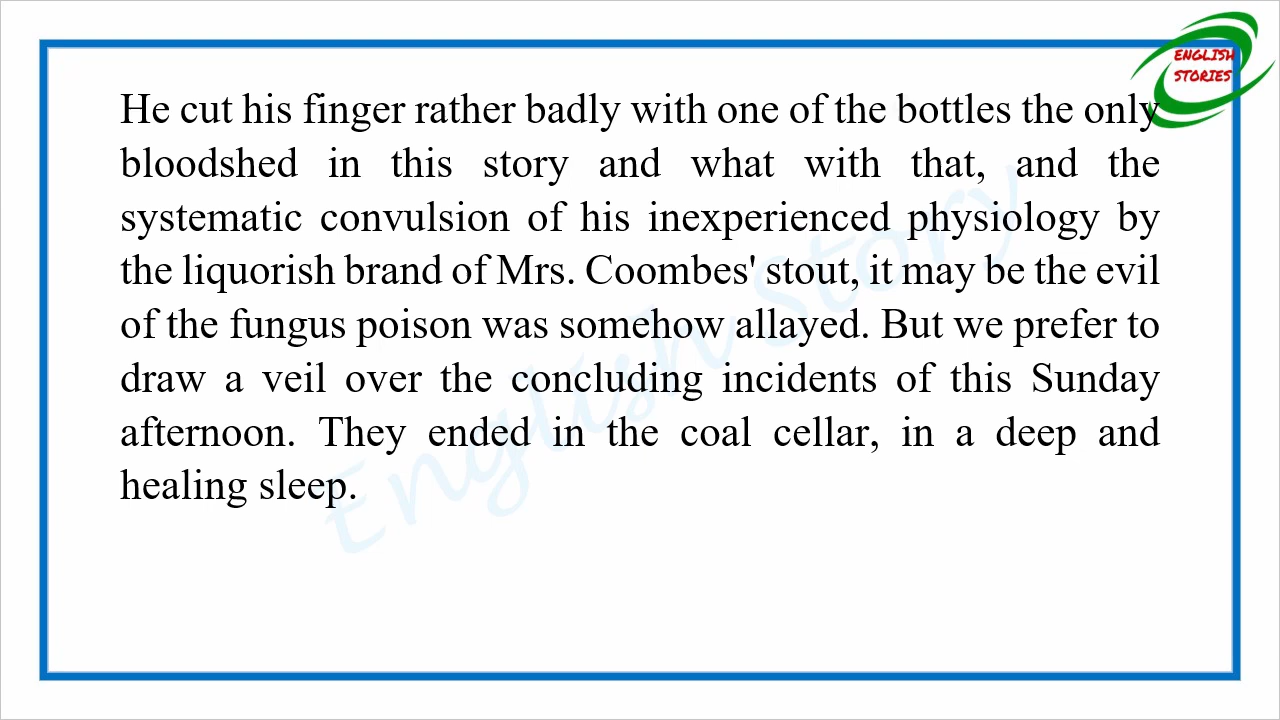 ENGLISH
STORIES
He cut his finger rather badly with one of the bottles the only
bloodshed in this story and what with that, and the
systematic convulsion of his inexperienced physiology by
the liquorish brand of Mrs. Coombes' stout, it may be the evil
of the fungus poison was somehow allayed. But we prefer to
draw a veil over the concluding incidents of this Sunday
afternoon. They ended in the coal cellar, in a deep and
healing sleep.
English Story